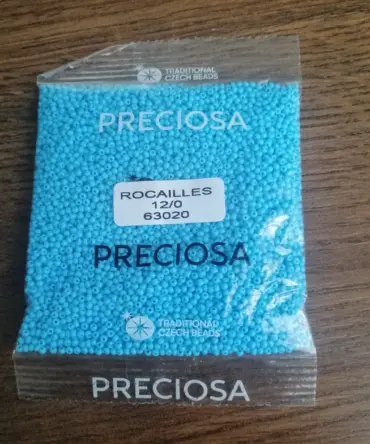 TRADITIONAL
CZECH BEADS
PRECIOSA
ROCAILLES
12/0
63020
PRECIOSA
TRADITIONAL
CZECH BEADS
PRECIOSA